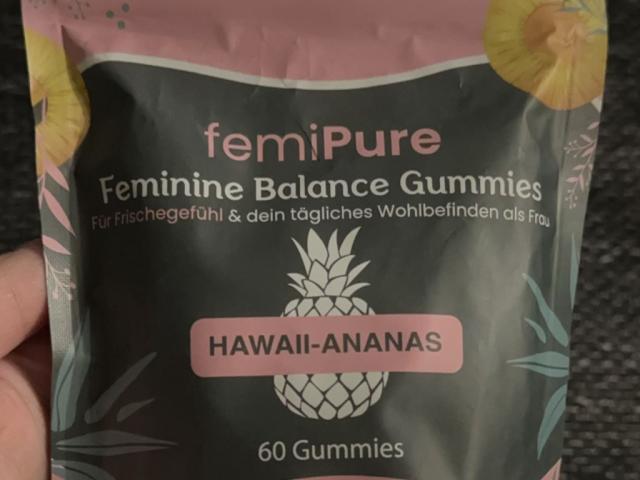 femiPure
Feminine Balance Gummies
Für Frischegefühl & dein tägliches Wohlbefinden als Frau
HAWAII-ANANAS
60 Gummies